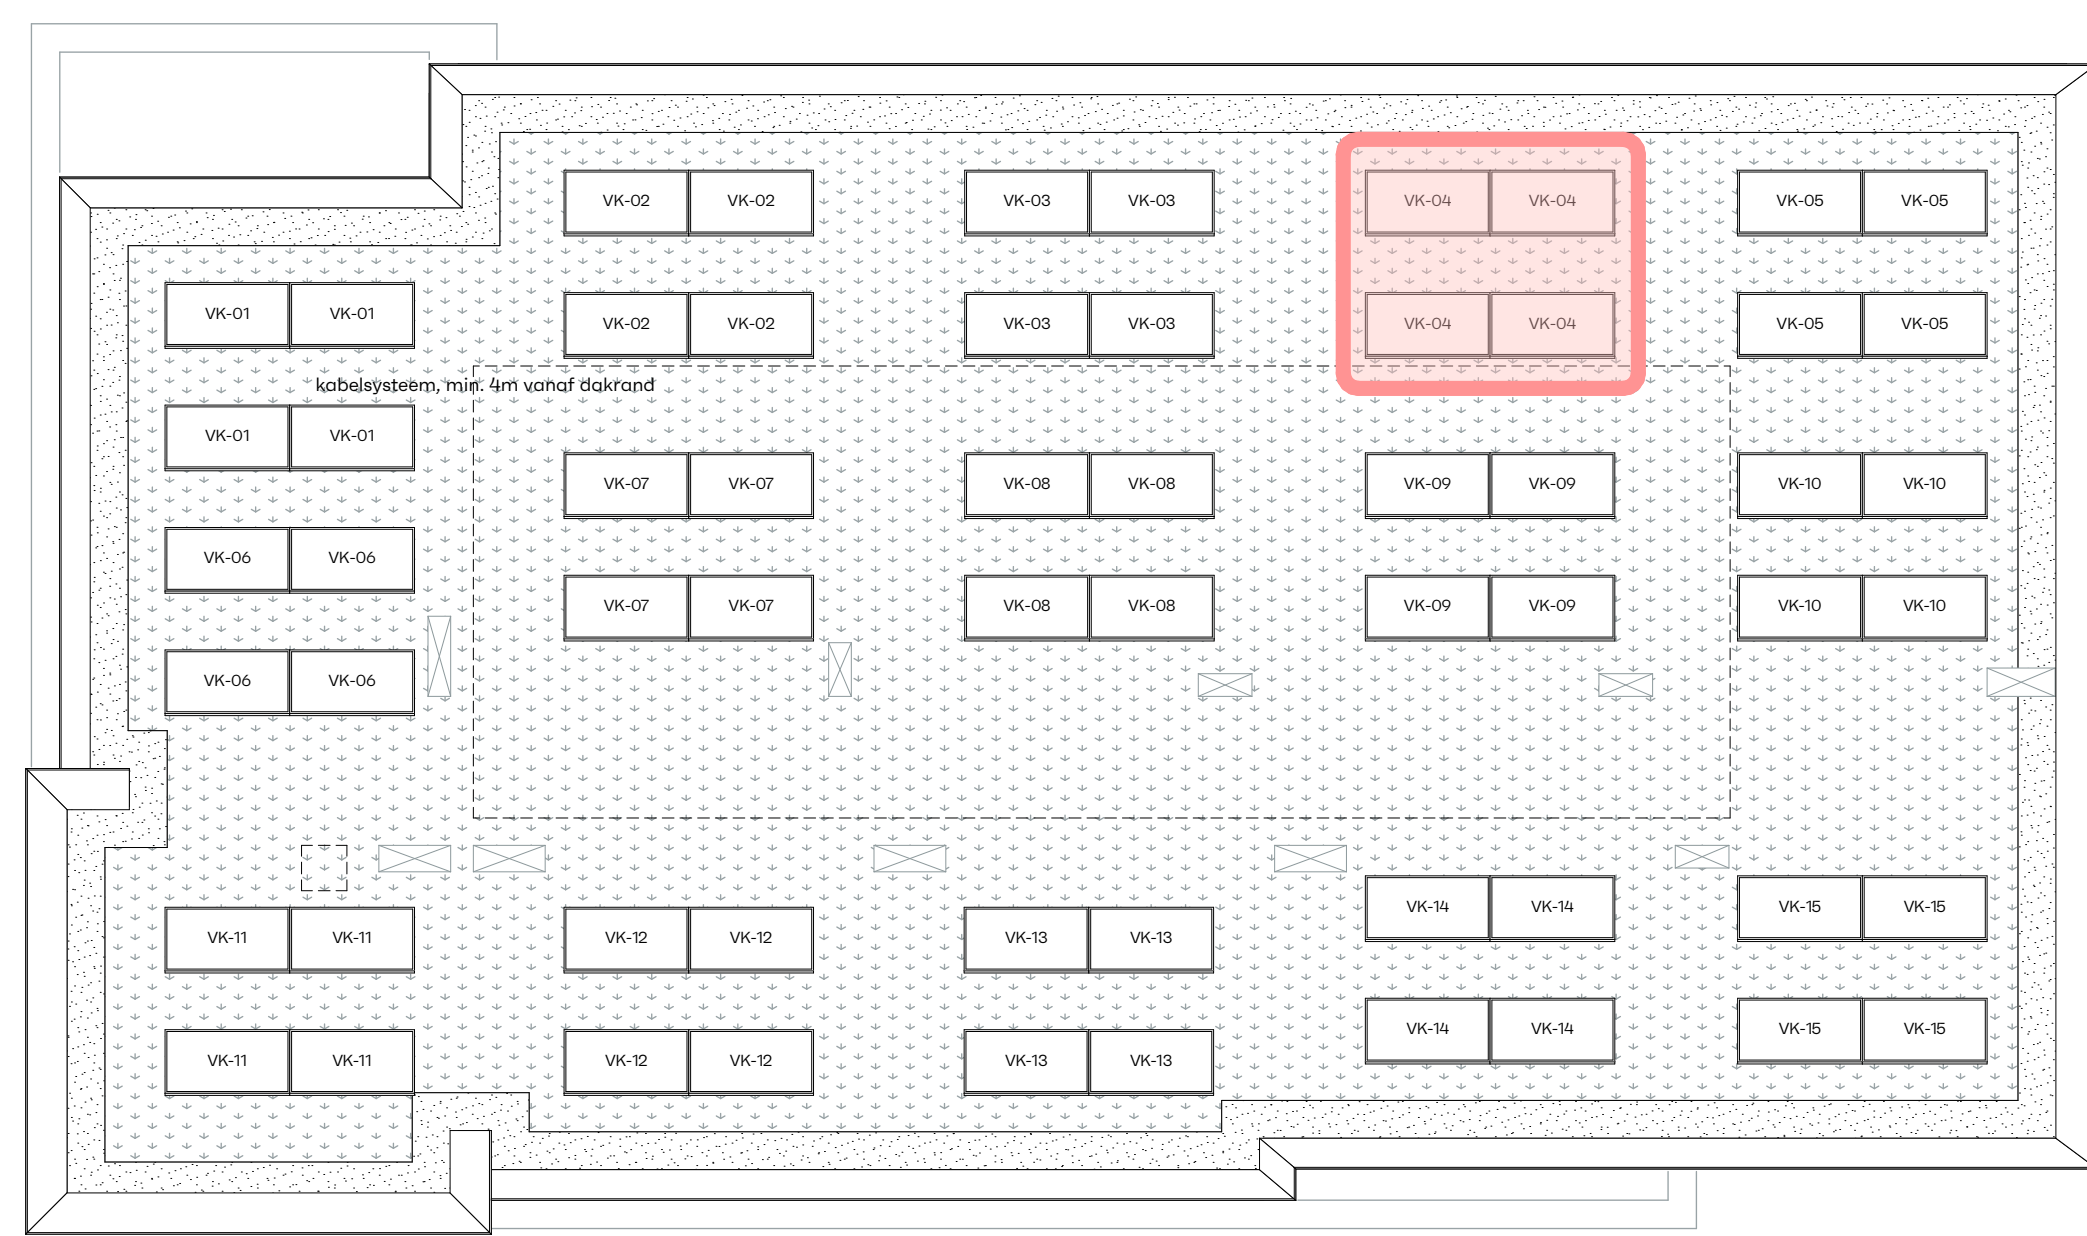 VK-02 VK-02 VK-03 VK-03 VK-04 VK-04 VK-05 VK-05
VK-01 VK-01
VK-02 VK-02 VK-03 VK-03 VK-04 VK-04 VK-05 VK-05
kabelsysteem, min. 4m vanaf dakrand
VK-01 VK-01
VK-07 VK-07 VK-08 VK-08 VK-09 VK-09 VK-10 VK-10
VK-06 VK-06
VK-07 VK-07 VK-08 VK-08 VK-09 VK-09 VK-10 VK-10
VK-06 VK-06
VK-14 VK-14 VK-15 VK-15
VK-11 VK-11 VK-12 VK-12 VK-13 VK-13
VK-14 VK-14 VK-15 VK-15
VK-11 VK-11 VK-12 VK-12 VK-13 VK-13